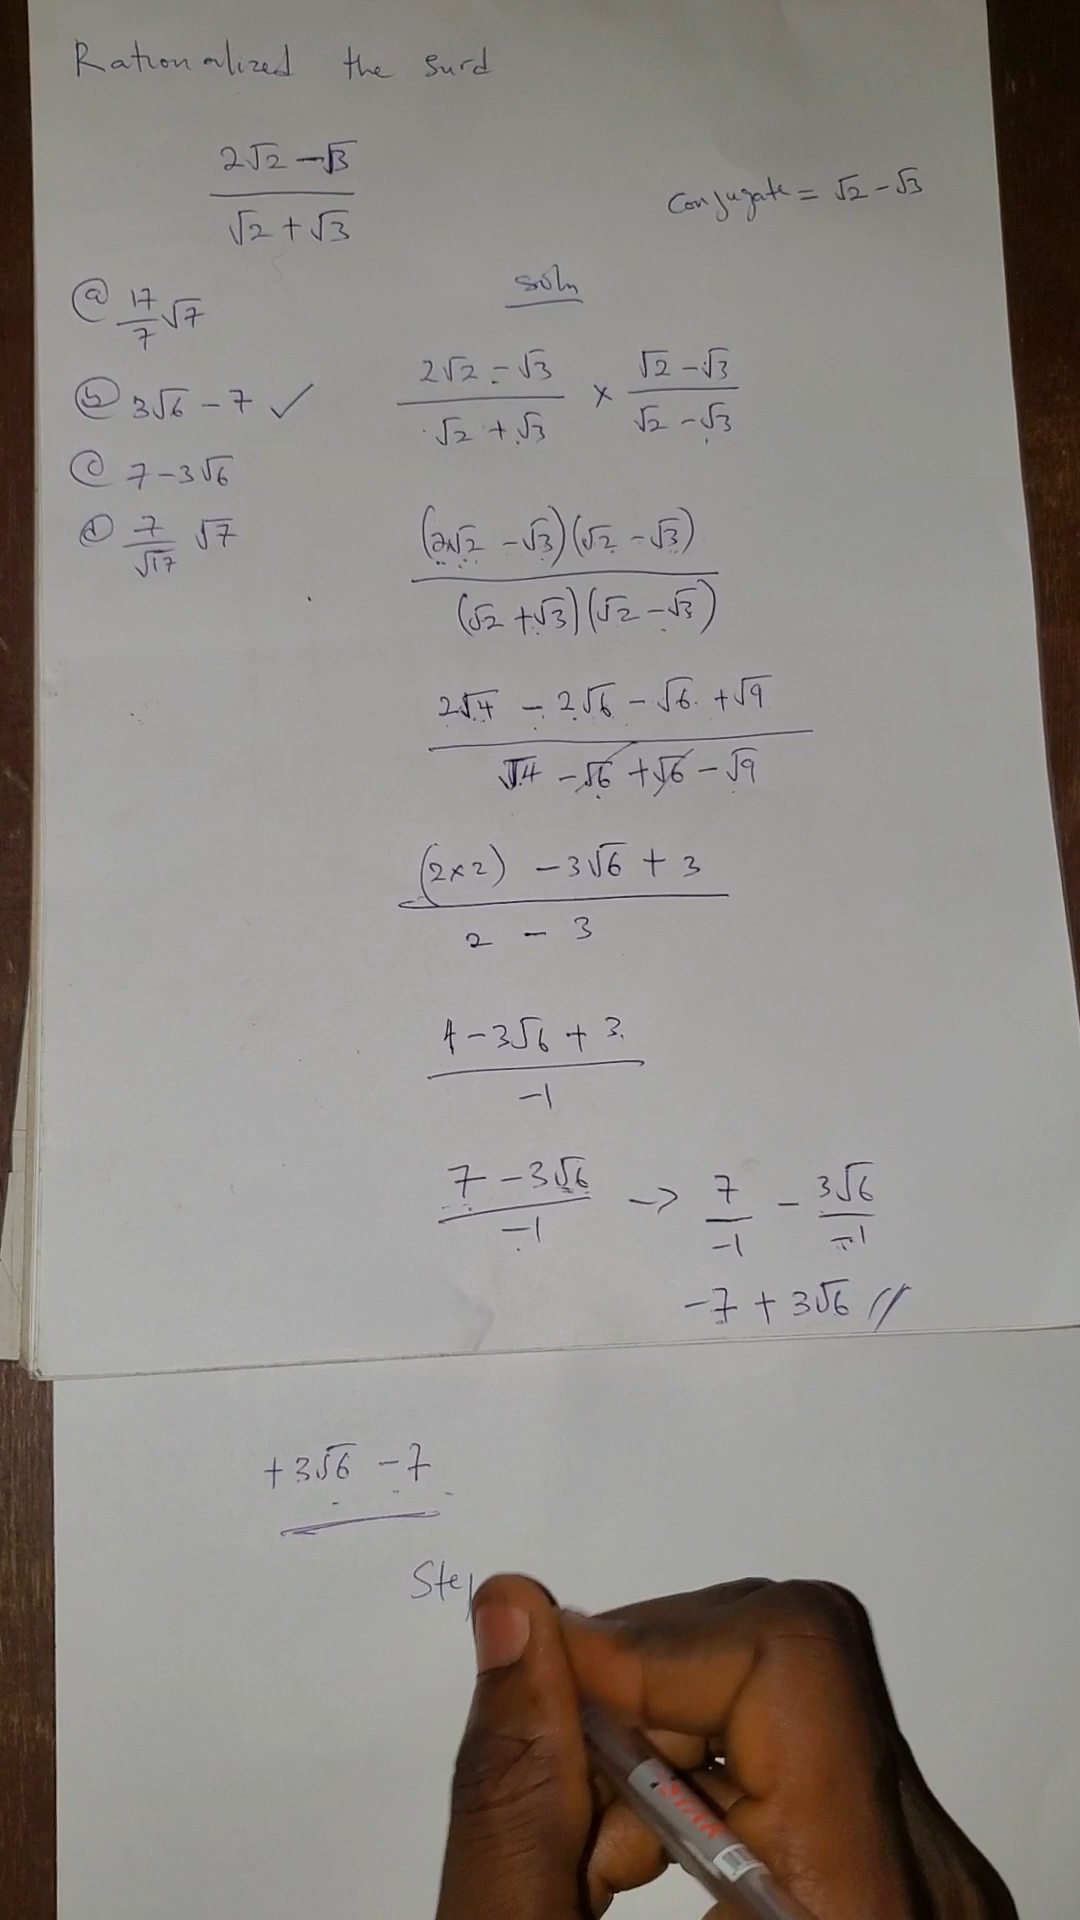 Rationalized the surd
2√2 - √3
√2 + √3
Conjugate = √2 - √3
ⓐ 17/7 √7
ⓑ 3√6 - 7 ✓
ⓒ 7 - 3√6
ⓓ 7/√17 √7
soln
2√2 - √3 × √2 - √3
√2 + √3   √2 - √3
(2√2 - √3)(√2 - √3)
(√2 + √3)(√2 - √3)
2√4 - 2√6 - √6 + √9
√4 - √6 + √6 - √9
(2×2) - 3√6 + 3
2 - 3
4 - 3√6 + 3
-1
7 - 3√6 → 7 - 3√6
-1   -1   -1
-7 + 3√6 //
+3√6 - 7
Step